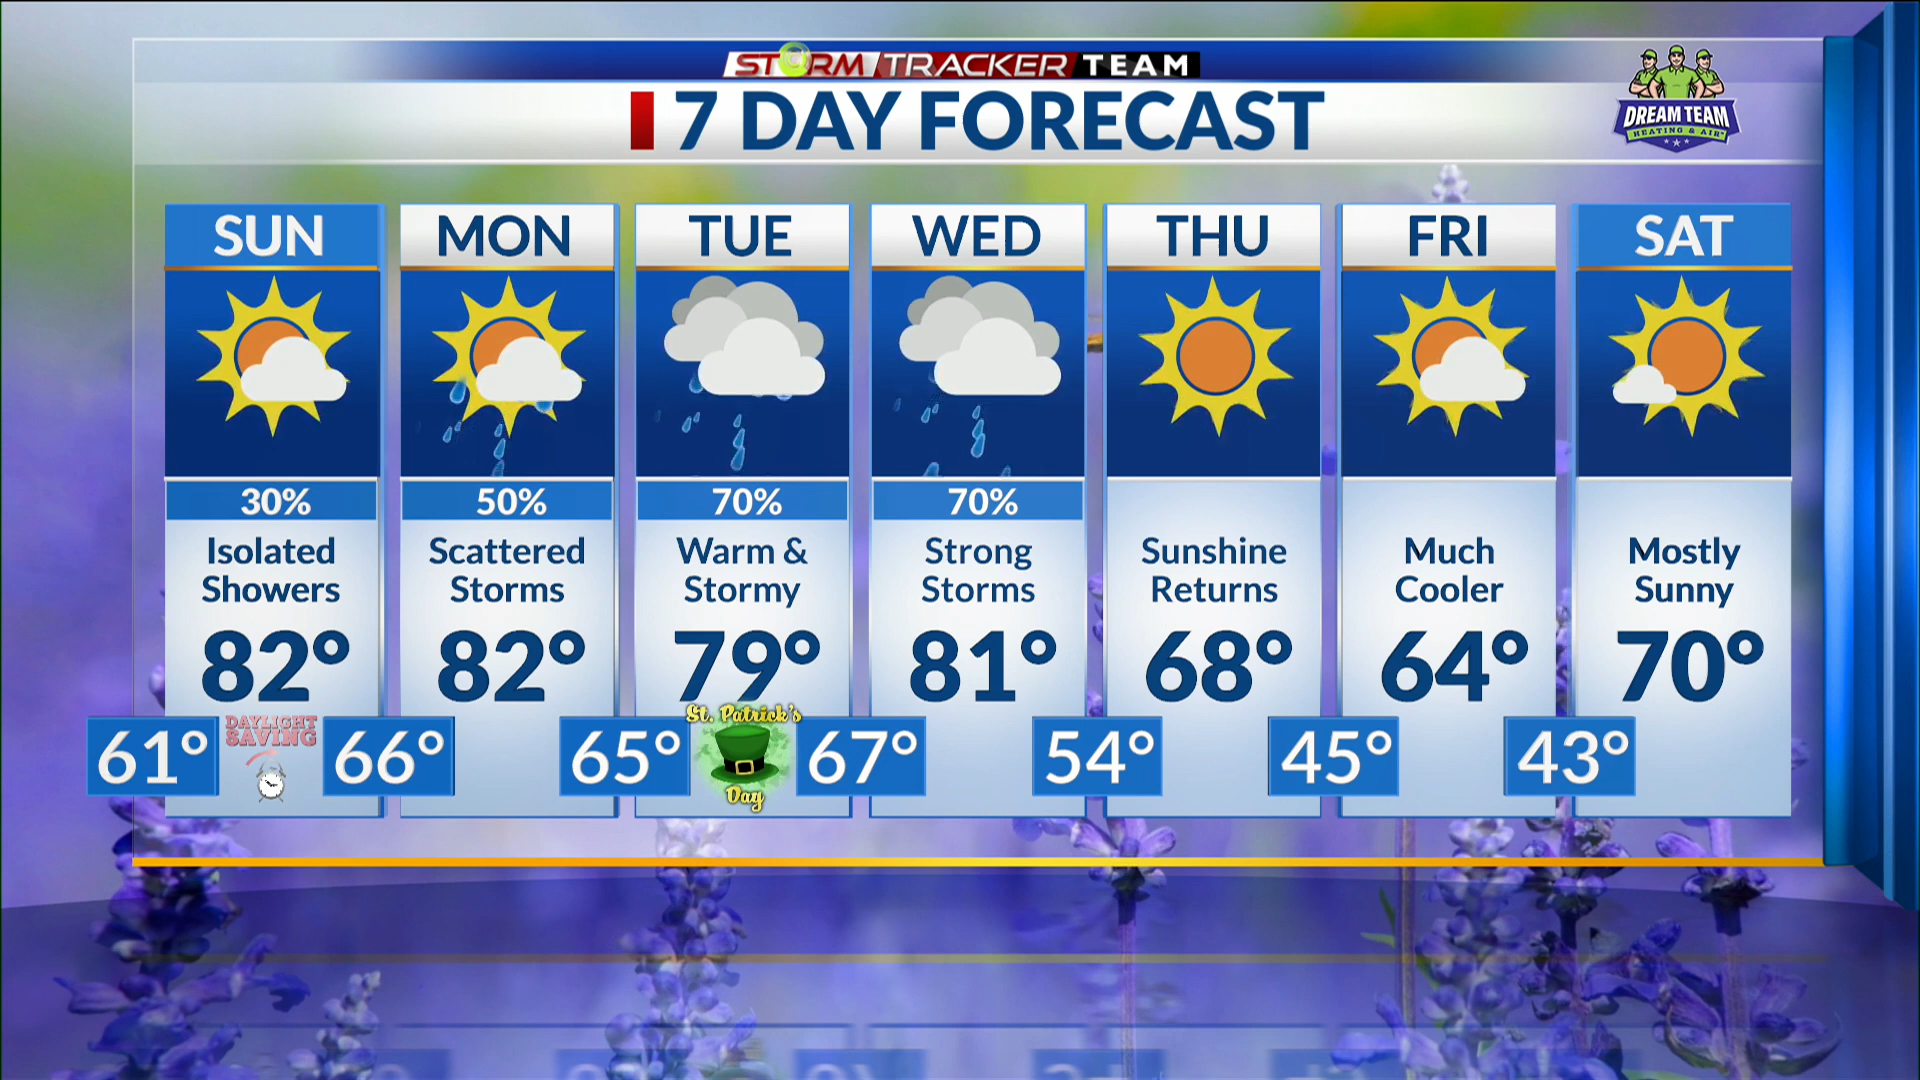 STORM TRACKER TEAM
7 DAY FORECAST
DREAM TEAM
HEATING & AIR
SUN
MON
TUE
WED
THU
FRI
SAT
30%
50%
70%
70%
Isolated
Showers
Scattered
Storms
Warm &
Stormy
Strong
Storms
Sunshine
Returns
Much
Cooler
Mostly
Sunny
82°
82°
79°
81°
68°
64°
70°
61°
DAYLIGHT
SAVING
66°
65°
St. Patrick's
Day
67°
54°
45°
43°